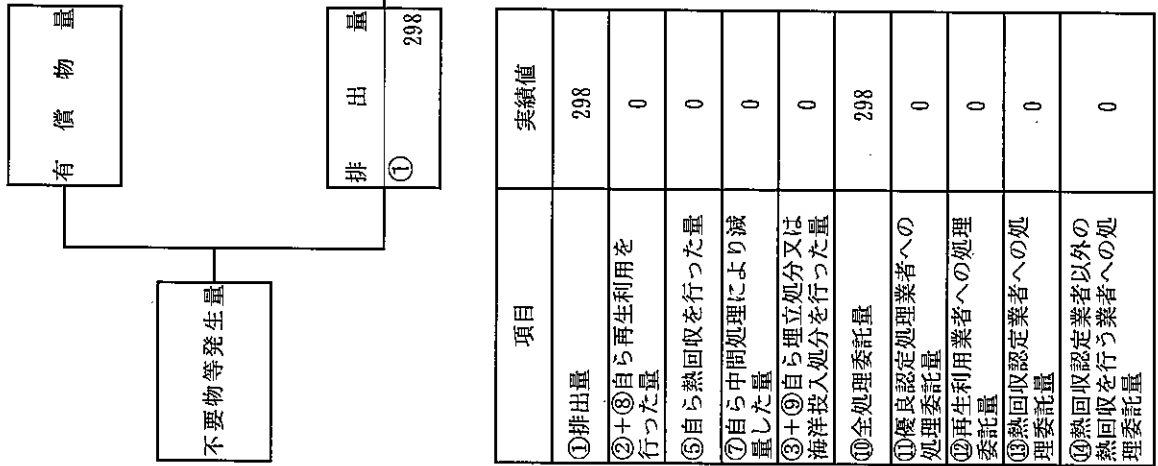 不要物等発生量
有償物量
排出量
① 298
項目 実績値
①排出量 298
②+⑧自ら再生利用を
行った量 0
⑤自ら熱回収を行った量 0
⑦自ら中間処理により減
量した量 0
③+⑨自ら埋立処分又は
海洋投入処分を行った量 0
⑩全処理委託量 298
⑪優良認定処理業者への
処理委託量 0
⑫再生利用業者への処理
委託量 0
⑬熱回収認定業者への処
理委託量 0
⑭熱回収認定業者以外の
熱回収を行う業者への処
理委託量 0